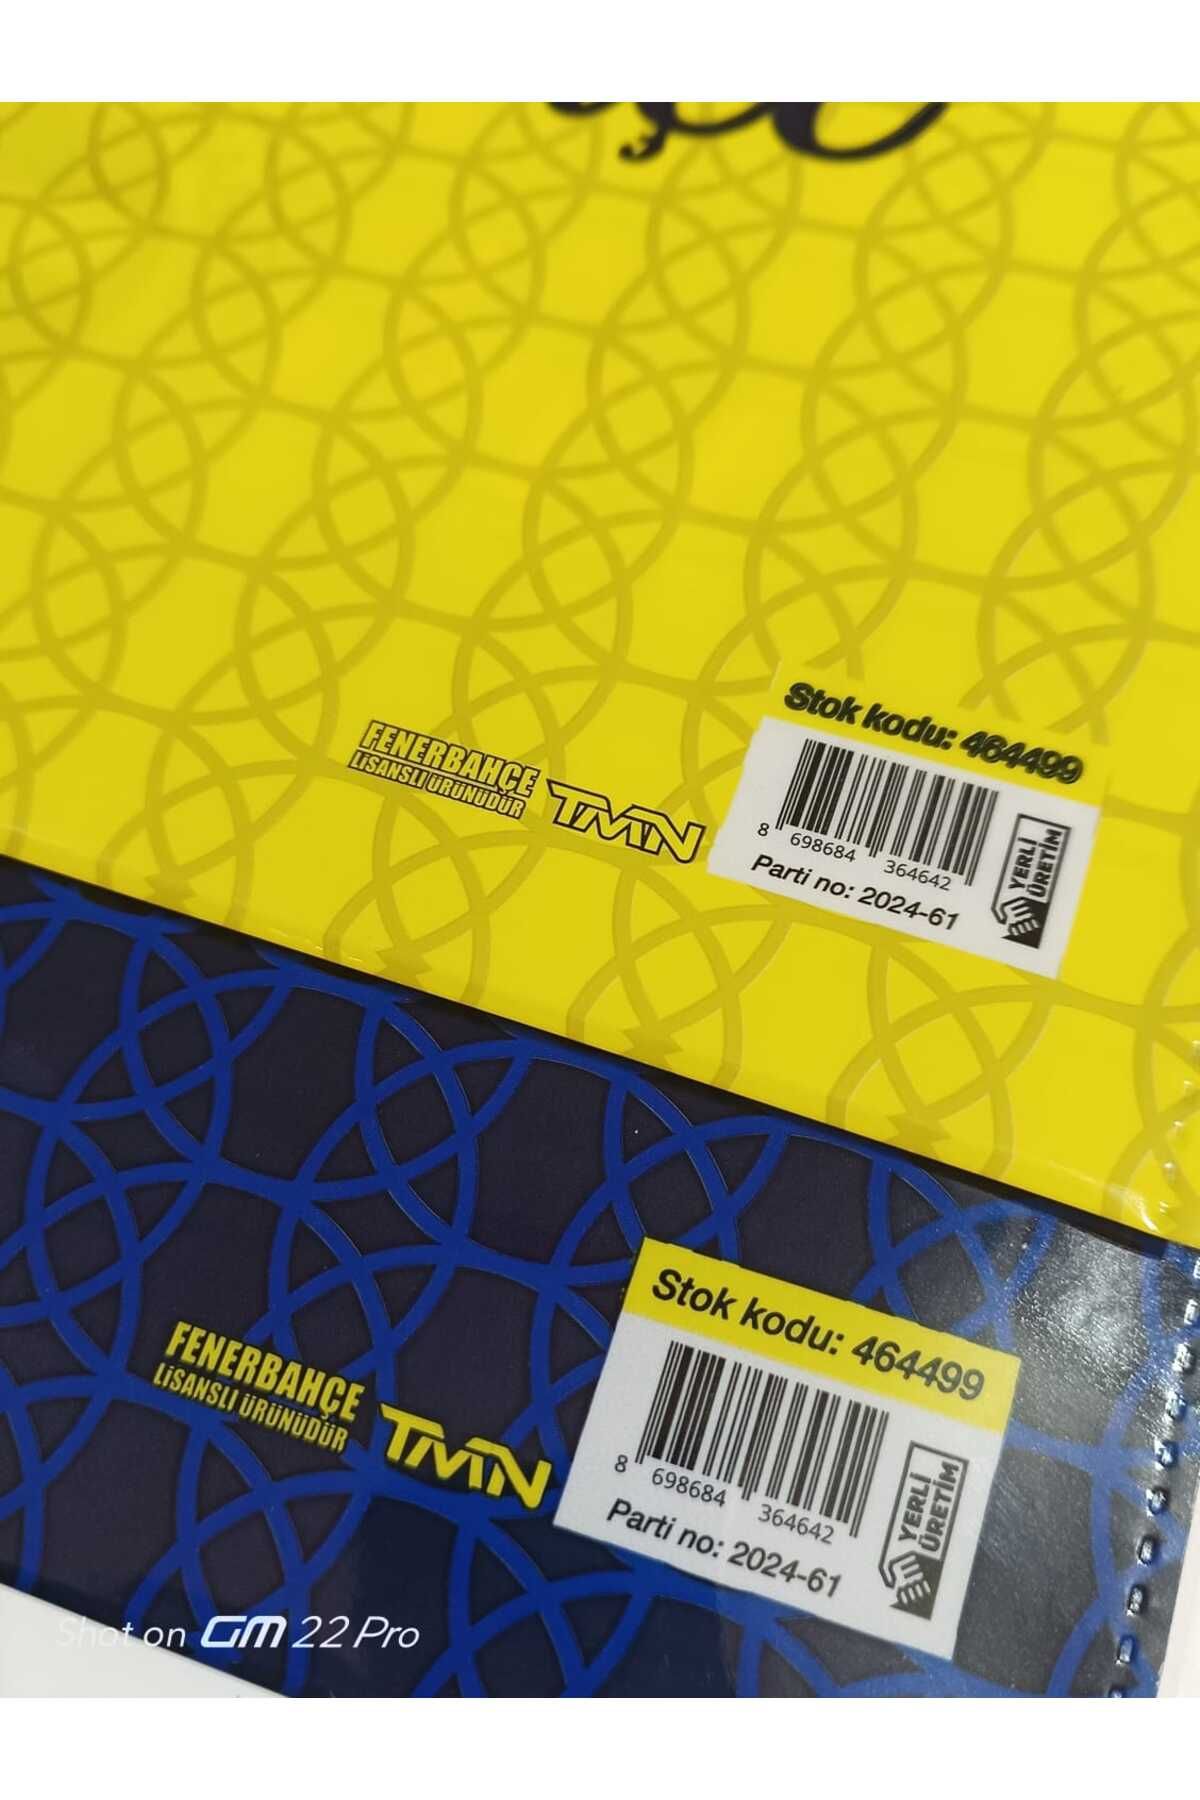 Stok kodu: 464499
FENERBAHÇE
LİSANSLI ÜRÜNÜDÜR
TMN
8 698684 364642
YERLİ
ÜRETİM
Parti no: 2024-61
Stok kodu: 464499
FENERBAHÇE
LİSANSLI ÜRÜNÜDÜR
TMN
8 698684 364642
YERLİ
ÜRETİM
Parti no: 2024-61
Shot on GM 22 Pro